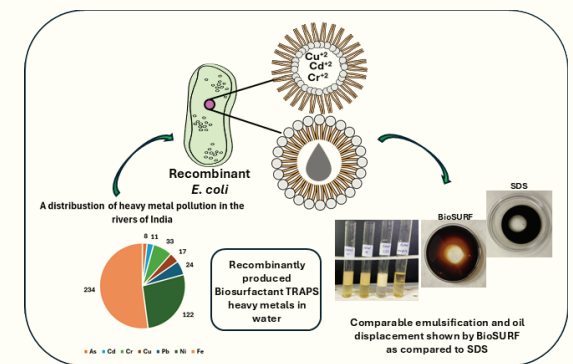 Cu+2
Cd+2
Cr+2
Recombinant
E. coli
A distribustion of heavy metal pollution in the
rivers of India
8 11
33
17
24
122
234
As Cd Cr Cu Pb Ni Fe
Recombinantly
produced
Biosurfactant TRAPS
heavy metals in
water
SDS
BioSURF
Comparable emulsification and oil
displacement shown by BioSURF
as compared to SDS